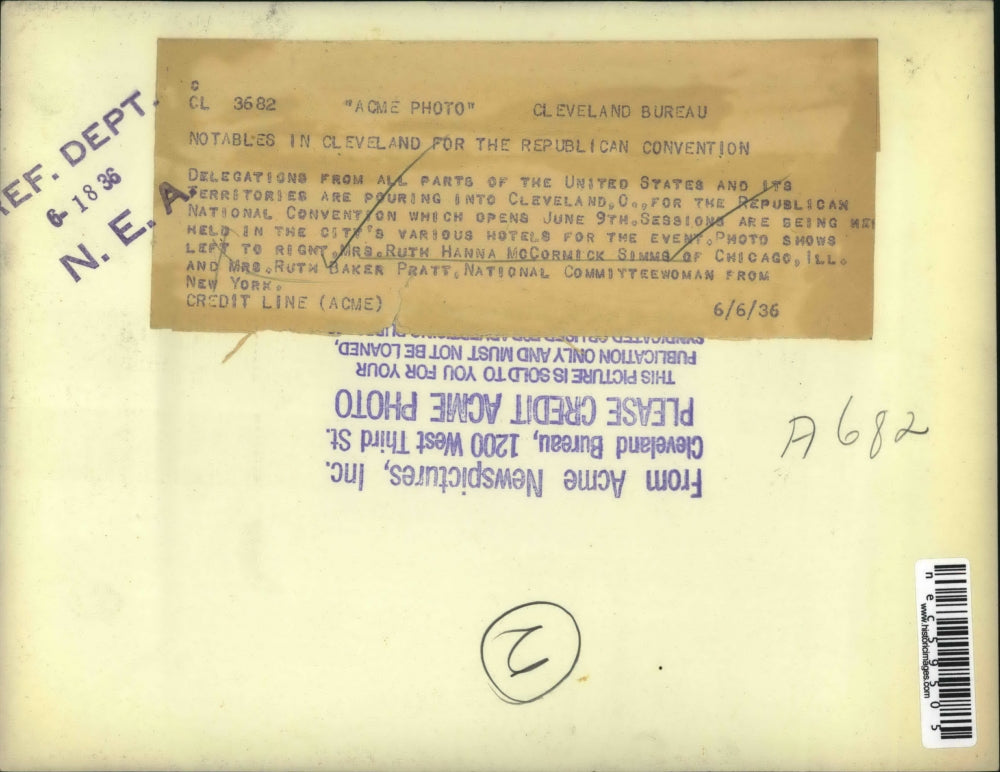 C
CL 3682 "ACME PHOTO" CLEVELAND BUREAU
NOTABLES IN CLEVELAND FOR THE REPUBLICAN CONVENTION
DELEGATIONS FROM ALL PARTS OF THE UNITED STATES AND ITS
TERRITORIES ARE POURING INTO CLEVELAND, O., FOR THE REPUBLICAN
NATIONAL CONVENTION WHICH OPENS JUNE 9TH. SESSIONS ARE BEING HE
HELD IN THE CITY'S VARIOUS HOTELS FOR THE EVENT. PHOTO SHOWS
LEFT TO RIGHT, MRS. RUTH HANNA MCCORMICK SIMMS OF CHICAGO, ILL.
AND MRS. RUTH BAKER PRATT, NATIONAL COMMITTEEWOMAN FROM
NEW YORK.
CREDIT LINE (ACME) 6/6/36
REF. DEPT.
6-18 36
N. E. A.
From Acme Newspictures, Inc.
Cleveland Bureau, 1200 West Third St.
PLEASE CREDIT ACME PHOTO
THIS PICTURE IS SOLD TO YOU FOR YOUR
PUBLICATION ONLY AND MUST NOT BE LOANED,
A682
2
nec59505
www.historicimages.com